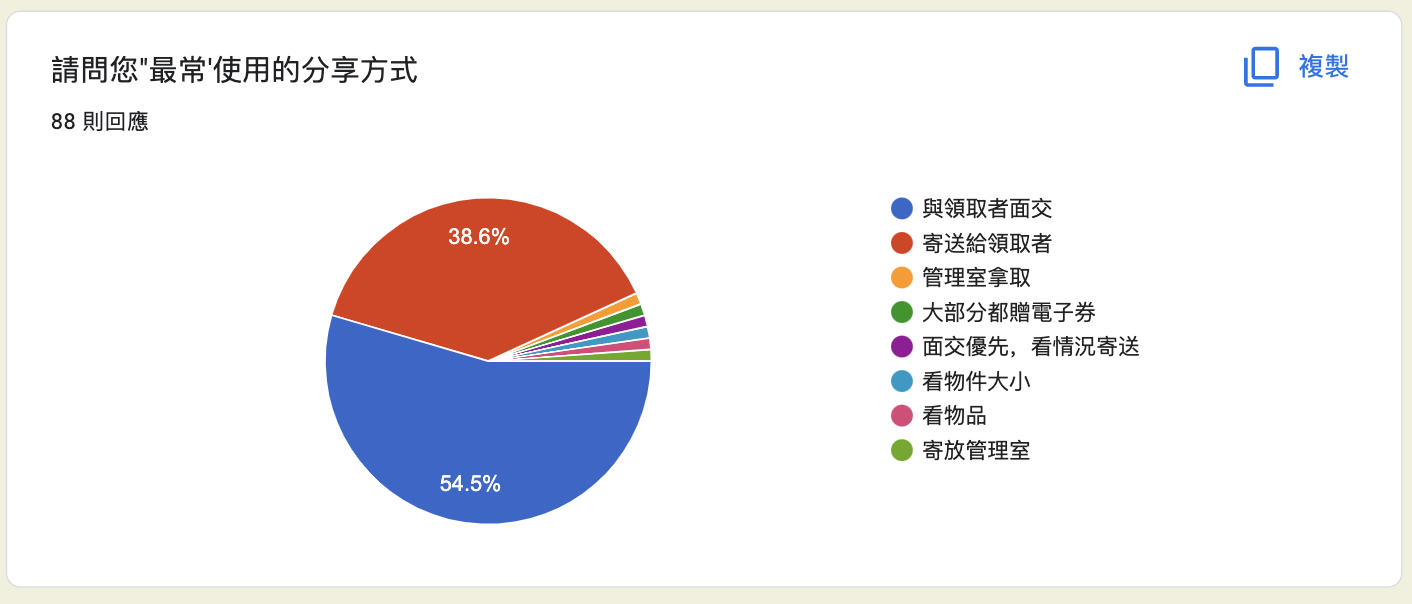 請問您"最常'使用的分享方式
複製
88 則回應
38.6%
54.5%
與領取者面交
寄送給領取者
管理室拿取
大部分都贈電子券
面交優先，看情況寄送
看物件大小
看物品
寄放管理室